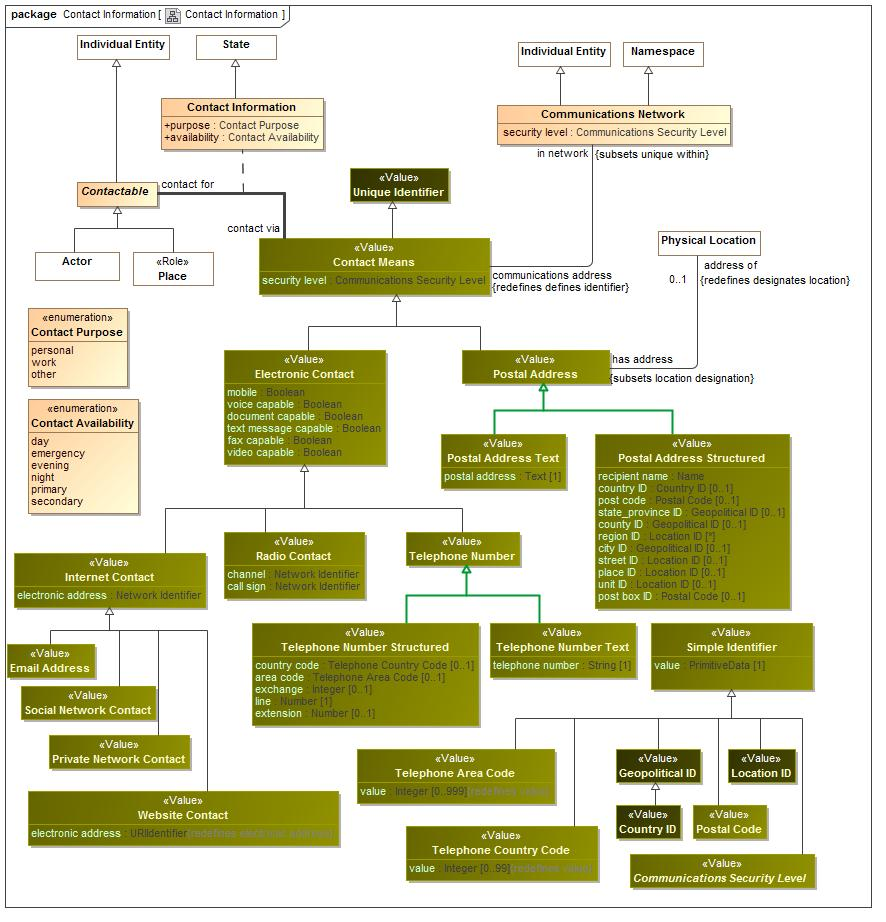 package Contact Information [ Contact Information ]
Individual Entity
State
Individual Entity
Namespace
Contact Information
+purpose : Contact Purpose
+availability : Contact Availability
Communications Network
security level : Communications Security Level
in network {subsets unique within}
Contactable
contact for
«Value»
Unique Identifier
contact via
Actor
«Role»
Place
«Value»
Contact Means
security level : Communications Security Level
communications address
{redefines defines identifier}
Physical Location
address of
0..1 {redefines designates location}
«enumeration»
Contact Purpose
personal
work
other
«enumeration»
Contact Availability
day
emergency
evening
night
primary
secondary
«Value»
Electronic Contact
mobile : Boolean
voice capable : Boolean
document capable : Boolean
text message capable : Boolean
fax capable : Boolean
video capable : Boolean
«Value»
Postal Address
has address
{subsets location designation}
«Value»
Postal Address Text
postal address : Text [1]
«Value»
Postal Address Structured
recipient name : Name
country ID : Country ID [0..1]
post code : Postal Code [0..1]
state_province ID : Geopolitical ID [0..1]
county ID : Geopolitical ID [0..1]
region ID : Location ID [*]
city ID : Geopolitical ID [0..1]
street ID : Location ID [0..1]
place ID : Location ID [0..1]
unit ID : Location ID [0..1]
post box ID : Postal Code [0..1]
«Value»
Internet Contact
electronic address : Network Identifier
«Value»
Radio Contact
channel : Network Identifier
call sign : Network Identifier
«Value»
Telephone Number
«Value»
Email Address
«Value»
Social Network Contact
«Value»
Private Network Contact
«Value»
Website Contact
electronic address : URIIdentifier{redefines electronic address}
«Value»
Telephone Number Structured
country code : Telephone Country Code [0..1]
area code : Telephone Area Code [0..1]
exchange : Integer [0..1]
line : Number [1]
extension : Number [0..1]
«Value»
Telephone Number Text
telephone number : String [1]
«Value»
Simple Identifier
value : PrimitiveData [1]
«Value»
Telephone Area Code
value : Integer [0..999]{redefines value}
«Value»
Geopolitical ID
«Value»
Location ID
«Value»
Country ID
«Value»
Postal Code
«Value»
Telephone Country Code
value : Integer [0..99]{redefines value}
«Value»
Communications Security Level